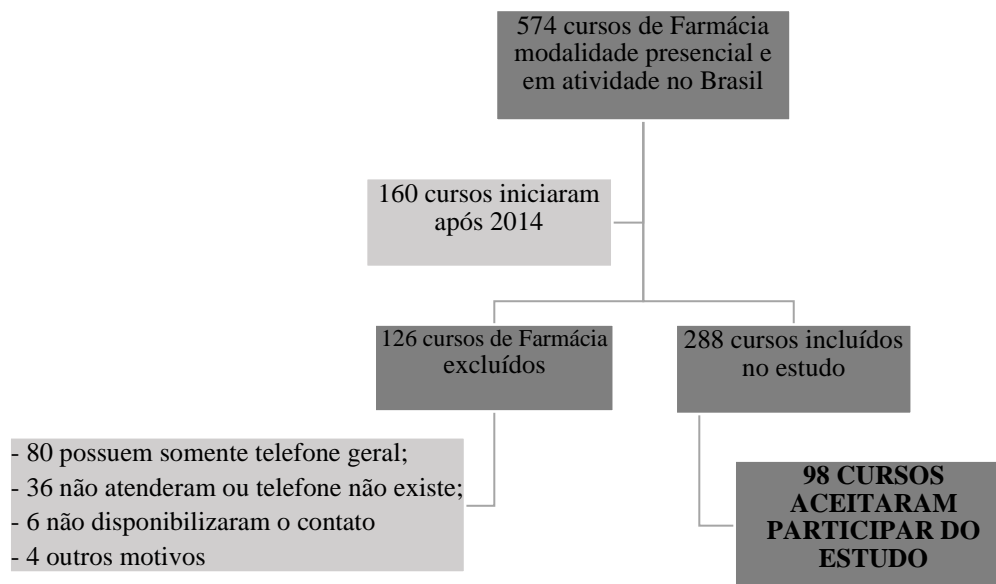 574 cursos de Farmácia
modalidade presencial e
em atividade no Brasil
160 cursos iniciaram
após 2014
126 cursos de Farmácia
excluídos
288 cursos incluídos
no estudo
- 80 possuem somente telefone geral;
- 36 não atenderam ou telefone não existe;
- 6 não disponibilizaram o contato
- 4 outros motivos
98 CURSOS
ACEITARAM
PARTICIPAR DO
ESTUDO